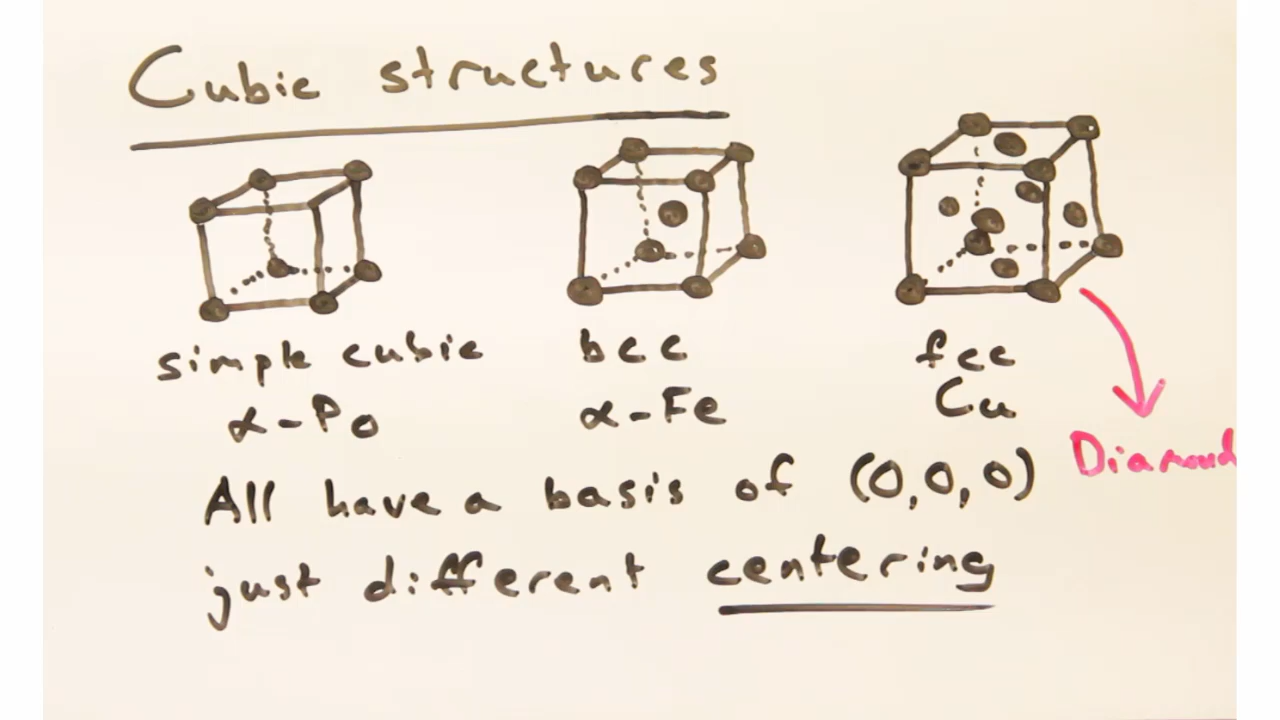 Cubic structures
simple cubic
α-Po
bcc
α-Fe
fcc
Cu
Diamond
All have a basis of (0,0,0)
just different centering